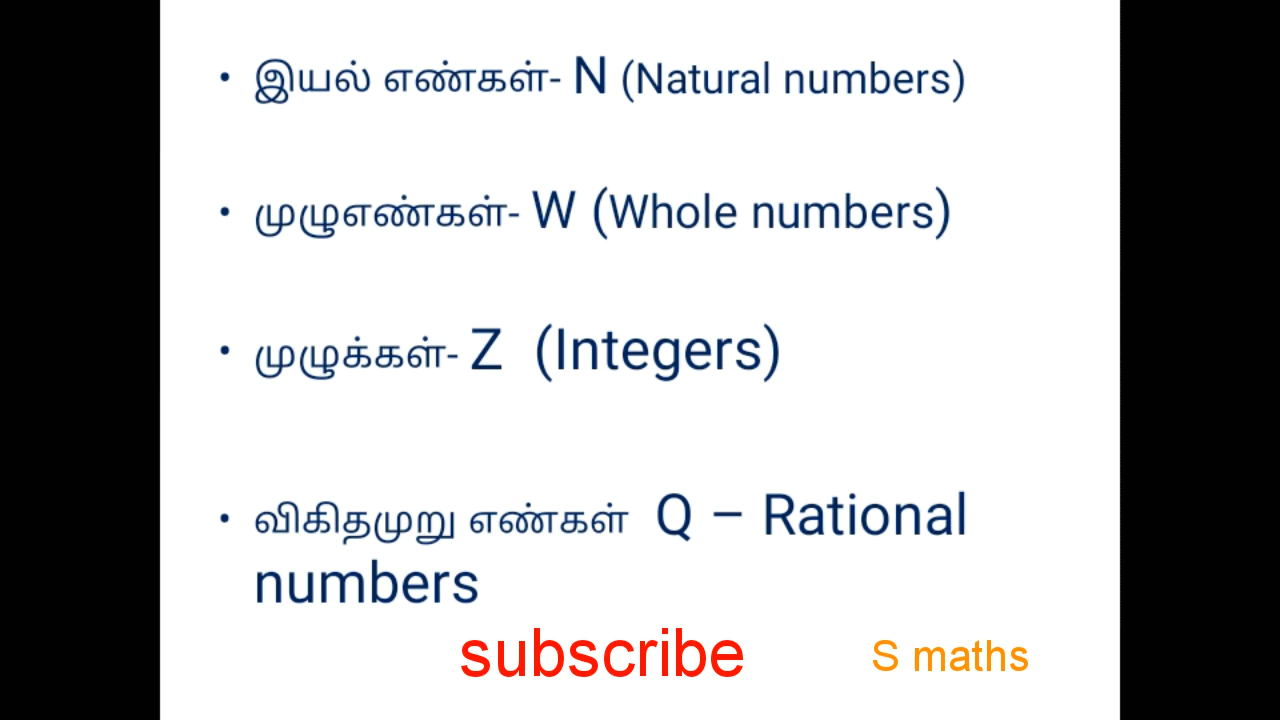 • இயல் எண்கள்- N (Natural numbers)
• முழுஎண்கள்- W (Whole numbers)
• முழுக்கள்- Z (Integers)
• விகிதமுறு எண்கள் Q – Rational
numbers
subscribe
S maths